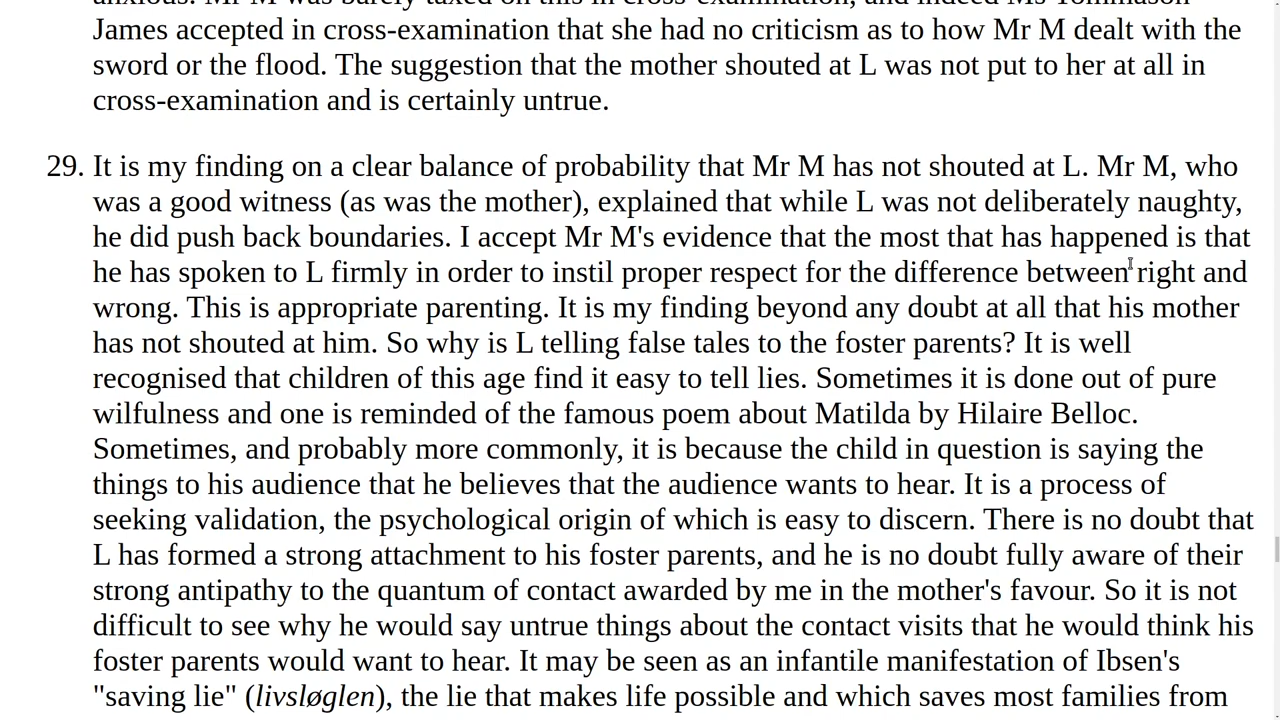 anxious. Mr M was barely taxed on this in cross-examination, and indeed Ms Tommason
James accepted in cross-examination that she had no criticism as to how Mr M dealt with the
sword or the flood. The suggestion that the mother shouted at L was not put to her at all in
cross-examination and is certainly untrue.
29. It is my finding on a clear balance of probability that Mr M has not shouted at L. Mr M, who
was a good witness (as was the mother), explained that while L was not deliberately naughty,
he did push back boundaries. I accept Mr M's evidence that the most that has happened is that
he has spoken to L firmly in order to instil proper respect for the difference between right and
wrong. This is appropriate parenting. It is my finding beyond any doubt at all that his mother
has not shouted at him. So why is L telling false tales to the foster parents? It is well
recognised that children of this age find it easy to tell lies. Sometimes it is done out of pure
wilfulness and one is reminded of the famous poem about Matilda by Hilaire Belloc.
Sometimes, and probably more commonly, it is because the child in question is saying the
things to his audience that he believes that the audience wants to hear. It is a process of
seeking validation, the psychological origin of which is easy to discern. There is no doubt that
L has formed a strong attachment to his foster parents, and he is no doubt fully aware of their
strong antipathy to the quantum of contact awarded by me in the mother's favour. So it is not
difficult to see why he would say untrue things about the contact visits that he would think his
foster parents would want to hear. It may be seen as an infantile manifestation of Ibsen's
"saving lie" (livsløglen), the lie that makes life possible and which saves most families from